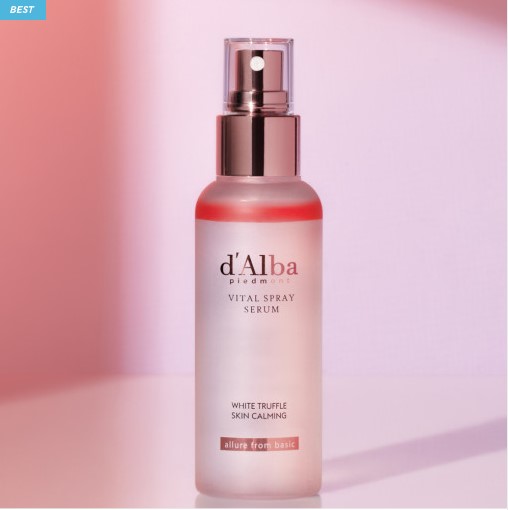 BEST
d'Alba
piedmont
VITAL SPRAY
SERUM
WHITE TRUFFLE
SKIN CALMING
allure from basic